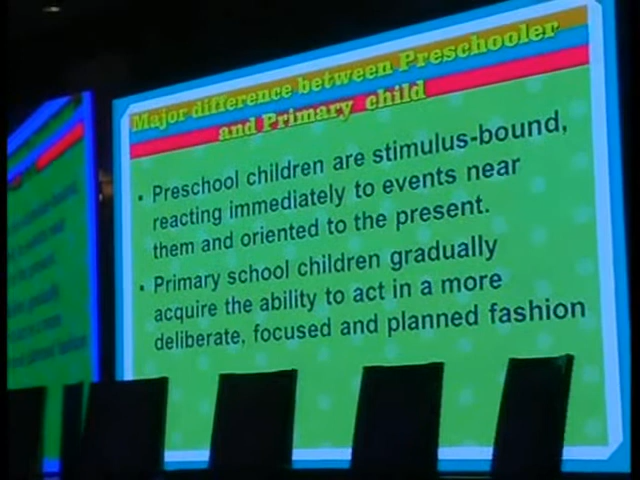 Major difference between Preschooler
and Primary child
• Preschool children are stimulus-bound,
reacting immediately to events near
them and oriented to the present.
• Primary school children gradually
acquire the ability to act in a more
deliberate, focused and planned fashion